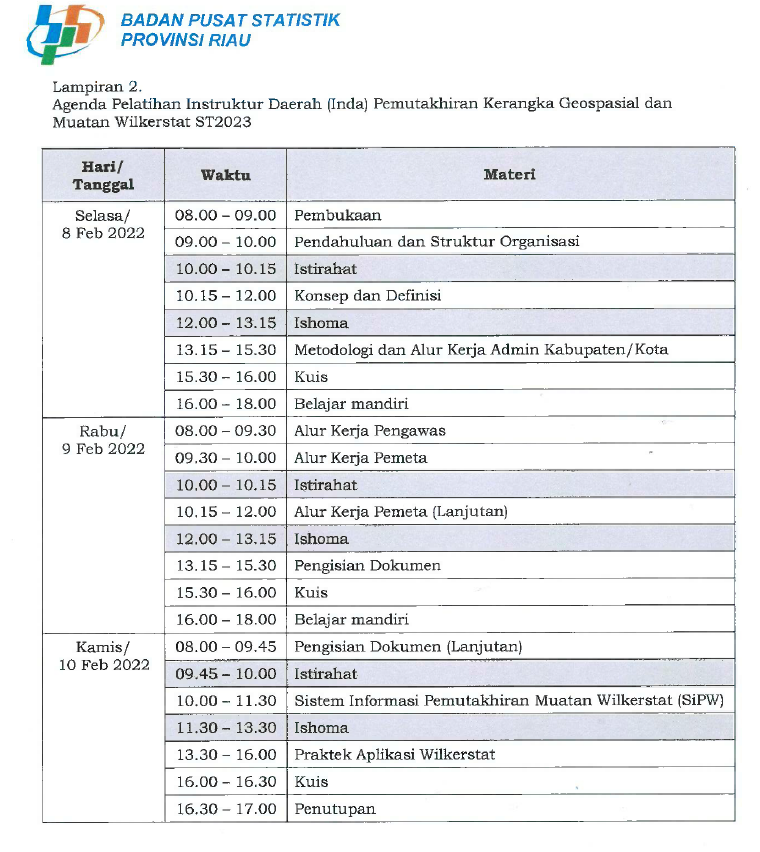 BADAN PUSAT STATISTIK
PROVINSI RIAU
Lampiran 2.
Agenda Pelatihan Instruktur Daerah (Inda) Pemutakhiran Kerangka Geospasial dan
Muatan Wilkerstat ST2023
Hari/
Tanggal
Waktu
Materi
Selasa/
8 Feb 2022
08.00 – 09.00 Pembukaan
09.00 – 10.00 Pendahuluan dan Struktur Organisasi
10.00 – 10.15 Istirahat
10.15 – 12.00 Konsep dan Definisi
12.00 – 13.15 Ishoma
13.15 – 15.30 Metodologi dan Alur Kerja Admin Kabupaten/Kota
15.30 – 16.00 Kuis
16.00 – 18.00 Belajar mandiri
Rabu/
9 Feb 2022
08.00 – 09.30 Alur Kerja Pengawas
09.30 – 10.00 Alur Kerja Pemeta
10.00 – 10.15 Istirahat
10.15 – 12.00 Alur Kerja Pemeta (Lanjutan)
12.00 – 13.15 Ishoma
13.15 – 15.30 Pengisian Dokumen
15.30 – 16.00 Kuis
16.00 – 18.00 Belajar mandiri
Kamis/
10 Feb 2022
08.00 – 09.45 Pengisian Dokumen (Lanjutan)
09.45 – 10.00 Istirahat
10.00 – 11.30 Sistem Informasi Pemutakhiran Muatan Wilkerstat (SiPW)
11.30 – 13.30 Ishoma
13.30 – 16.00 Praktek Aplikasi Wilkerstat
16.00 – 16.30 Kuis
16.30 – 17.00 Penutupan